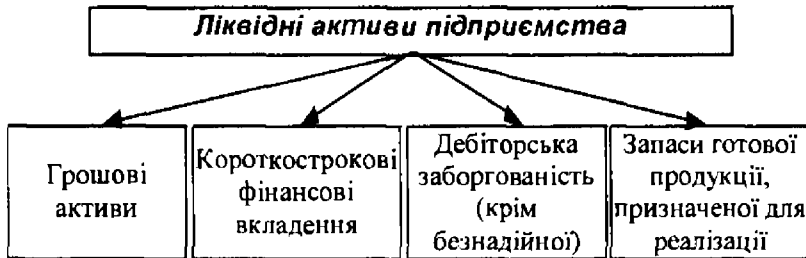 Ліквідні активи підприємства
Грошові
активи
Короткострокові
фінансові
вкладення
Дебіторська
заборгованість
(крім
безнадійної)
Запаси готової
продукції,
призначеної для
реалізації